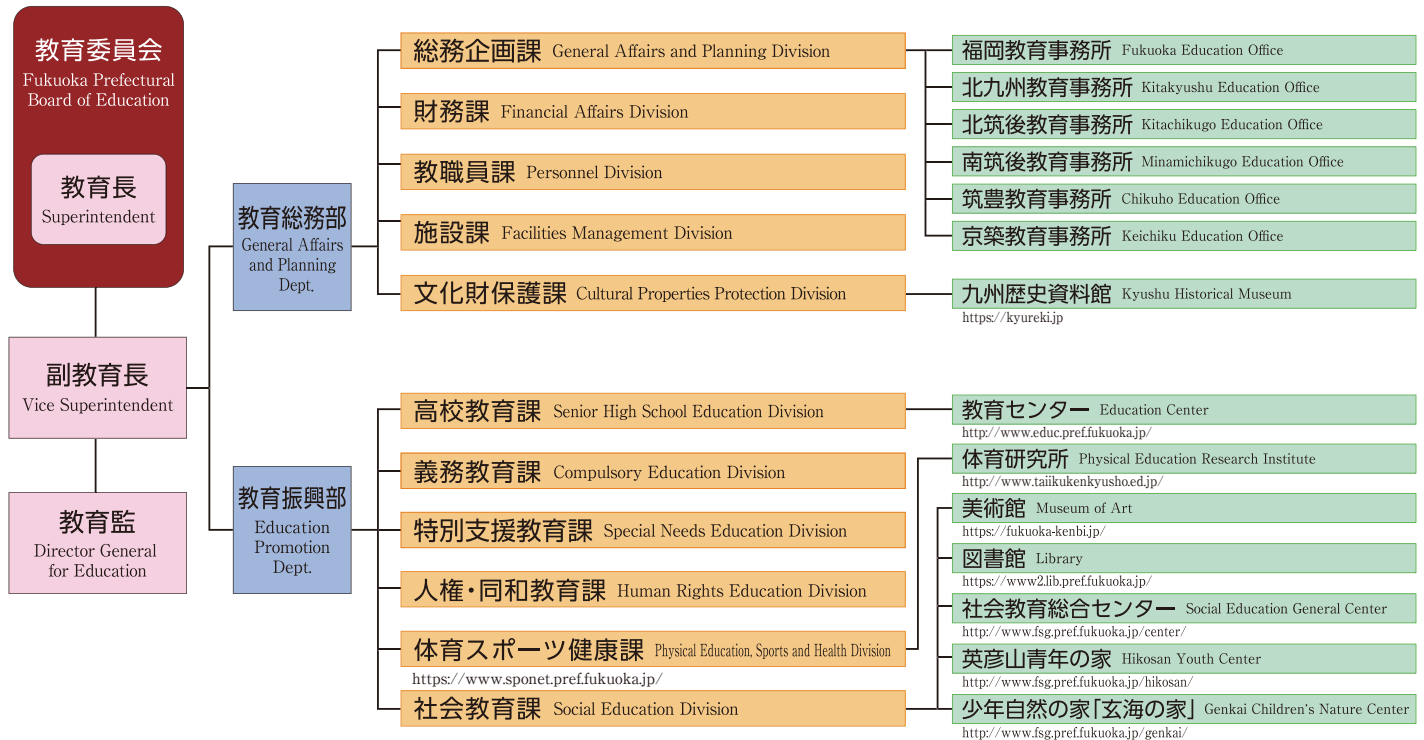 教育委員会
Fukuoka Prefectural
Board of Education
教育長
Superintendent
副教育長
Vice Superintendent
教育監
Director General
for Education
教育総務部
General Affairs
and Planning
Dept.
総務企画課 General Affairs and Planning Division
財務課 Financial Affairs Division
教職員課 Personnel Division
施設課 Facilities Management Division
文化財保護課 Cultural Properties Protection Division
福岡教育事務所 Fukuoka Education Office
北九州教育事務所 Kitakyushu Education Office
北筑後教育事務所 Kitachikugo Education Office
南筑後教育事務所 Minamichikugo Education Office
筑豊教育事務所 Chikuho Education Office
京築教育事務所 Keichiku Education Office
九州歴史資料館 Kyushu Historical Museum
https://kyureki.jp
教育振興部
Education
Promotion
Dept.
高校教育課 Senior High School Education Division
義務教育課 Compulsory Education Division
特別支援教育課 Special Needs Education Division
人権・同和教育課 Human Rights Education Division
体育スポーツ健康課 Physical Education, Sports and Health Division
https://www.sponet.pref.fukuoka.jp/
社会教育課 Social Education Division
教育センター Education Center
http://www.educ.pref.fukuoka.jp/
体育研究所 Physical Education Research Institute
http://www.taiikukenkyusho.ed.jp/
美術館 Museum of Art
https://fukuoka-kenbi.jp/
図書館 Library
https://www2.lib.pref.fukuoka.jp/
社会教育総合センター Social Education General Center
http://www.fsg.pref.fukuoka.jp/center/
英彦山青年の家 Hikosan Youth Center
http://www.fsg.pref.fukuoka.jp/hikosan/
少年自然の家「玄海の家」 Genkai Children's Nature Center
http://www.fsg.pref.fukuoka.jp/genkai/